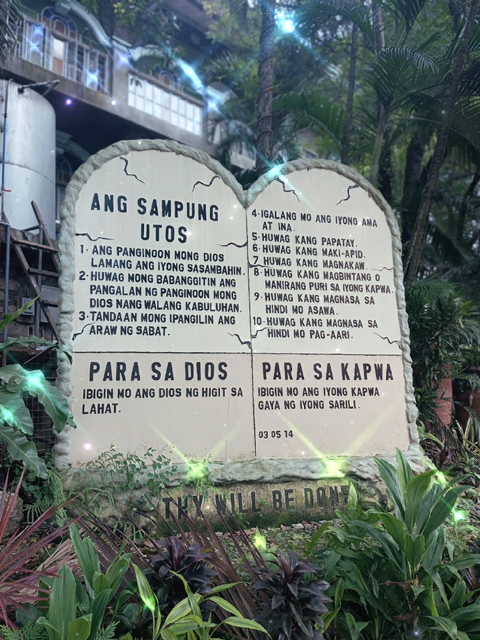 ANG SAMPUNG
UTOS
1. ANG PANGINOON MONG DIOS
LAMANG ANG IYONG SASAMBAHIN.
2. HUWAG MONG BABANGGITIN ANG
PANGALAN NG PANGINOON MONG
DIOS NANG WALANG KABULUHAN.
3. TANDAAN MONG IPANGILIN ANG
ARAW NG SABAT.
4. IGALANG MO ANG IYONG AMA
AT INA.
5. HUWAG KANG PAPATAY.
6. HUWAG KANG MAKI-APID.
7. HUWAG KANG MAGNAKAW.
8. HUWAG KANG MAGBINTANG O
MANIRANG PURI SA IYONG KAPWA.
9. HUWAG KANG MAGNASA SA
HINDI MO ASAWA.
10. HUWAG KANG MAGNASA SA
HINDI MO PAG-AARI.
PARA SA DIOS
IBIGIN MO ANG DIOS NG HIGIT SA
LAHAT.
PARA SA KAPWA
IBIGIN MO ANG IYONG KAPWA
GAYA NG IYONG SARILI.
03 05 14
THY WILL BE DONE